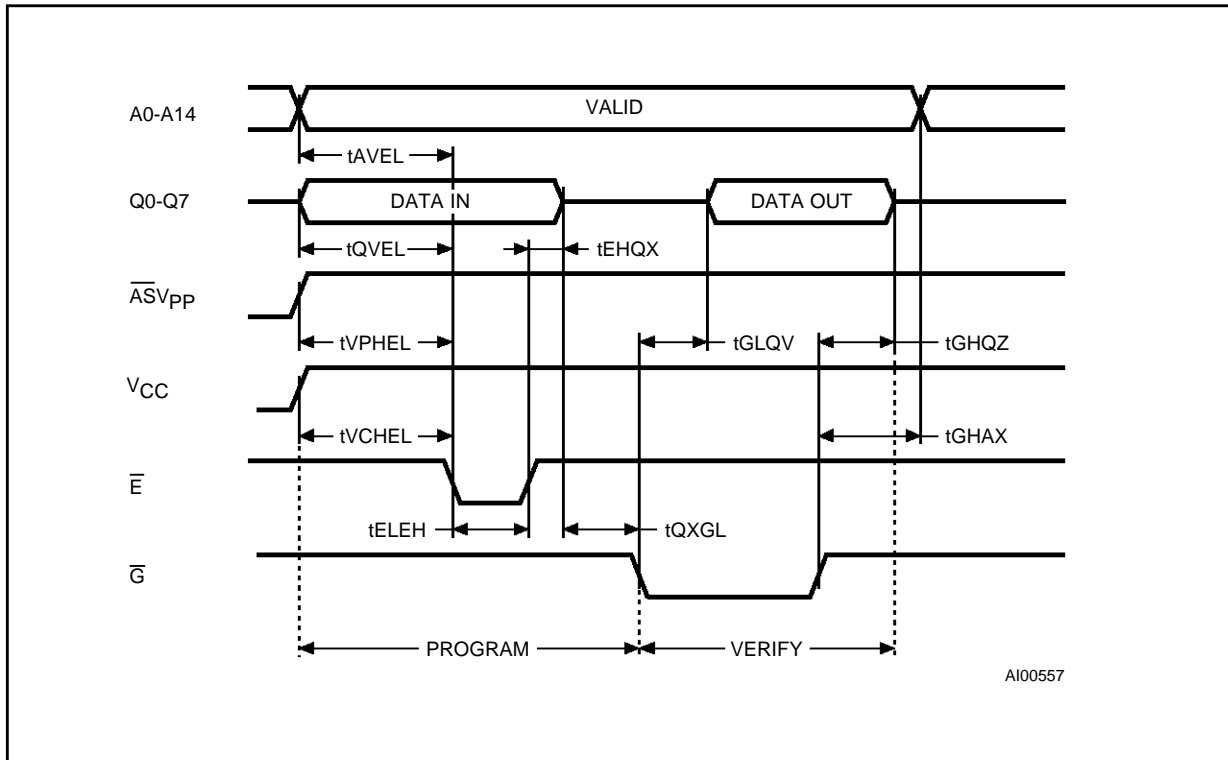 A0-A14 VALID
tAVEL
Q0-Q7 DATA IN DATA OUT
tQVEL tEHQX
A̅S̅VPP
tVPHEL tGLQV tGHQZ
VCC
tVCHEL tGHAX
E̅
tELEH tQXGL
G̅
PROGRAM VERIFY
AI00557